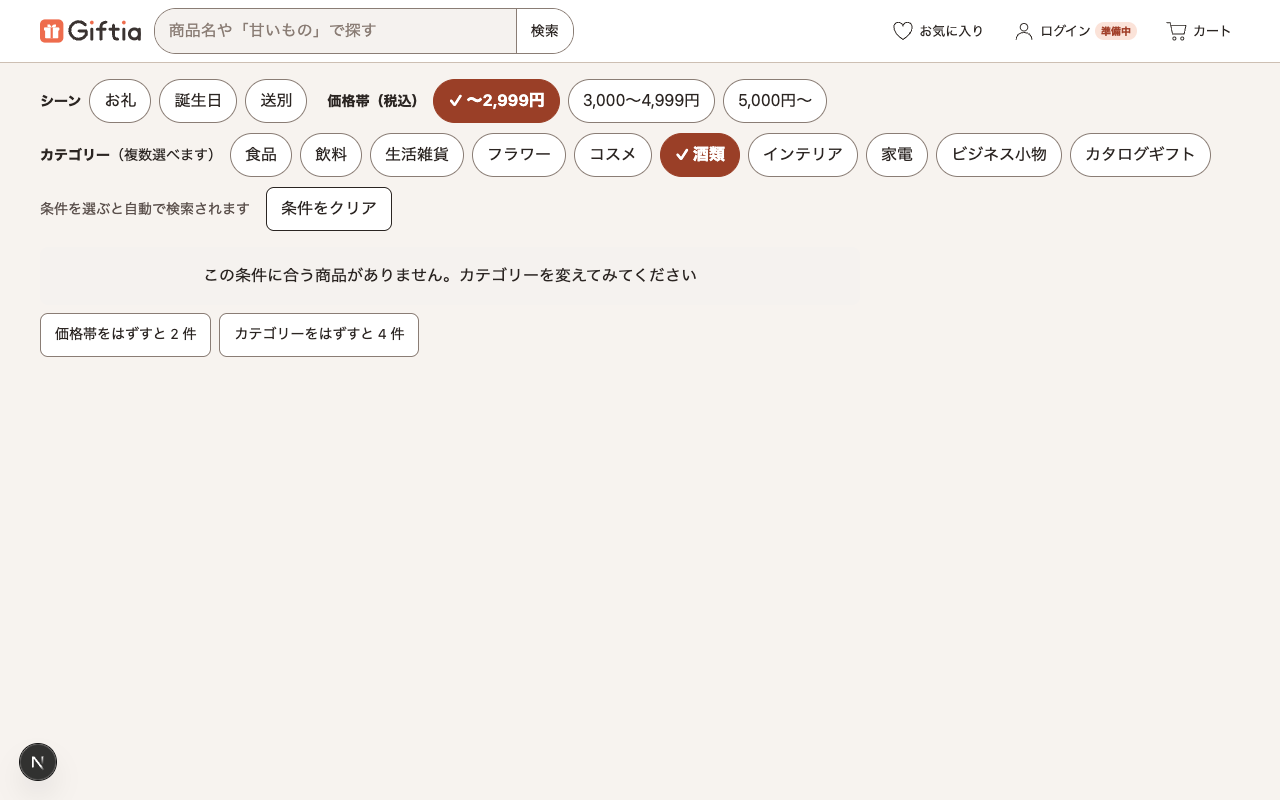 Giftia 商品名や「甘いもの」で探す 検索 お気に入り ログイン 準備中 カート
シーン お礼 誕生日 送別 価格帯（税込） ✓ 〜2,999円 3,000〜4,999円 5,000円〜
カテゴリー（複数選べます） 食品 飲料 生活雑貨 フラワー コスメ ✓ 酒類 インテリア 家電 ビジネス小物 カタログギフト
条件を選ぶと自動で検索されます 条件をクリア
この条件に合う商品がありません。カテゴリーを変えてみてください
価格帯をはずすと 2 件 カテゴリーをはずすと 4 件
N